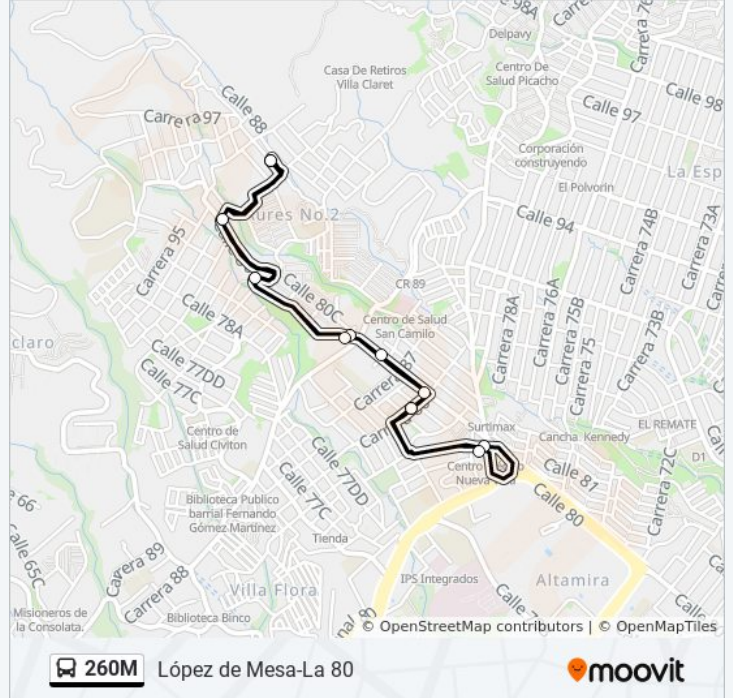 98A
Carrera 76
Delpavy
Casa De Retiros
Villa Claret
Centro De
Salud Picacho
Calle 88
Calle 98
Calle 97
Carrera 97
Corporación
construyendo
La Esp
El Polvorin
ures No.2
Calle 94
Carrera 95
Carrera 74B
Carrera 73A
CR 89
Calle 80C
Carrera 78A
Carrera 76A
Carrera 75B
Carrera 75
Carrera 73B
Calle 78A
Centro de Salud
San Camilo
claro
Calle 77DD
Calle 77C
Carrera 87
Centro de
Salud Civiton
Surtimax
Cancha Kennedy
EL REMATE
D1
Calle 77DD
Calle 77C
Centro
Nueva
Calle 81
Calle 80
Carrera 72C
e 66
Biblioteca Publico
barrial Fernando
Gómez Martínez
Tienda
Calle 65C
Carrera 89
Carrera 88
Villa Flora
IPS Integrados
Altamira
Misioneros de
la Consolata.
Biblioteca Binco
© OpenStreetMap contributors | © OpenMapTiles
260M López de Mesa-La 80
moovit